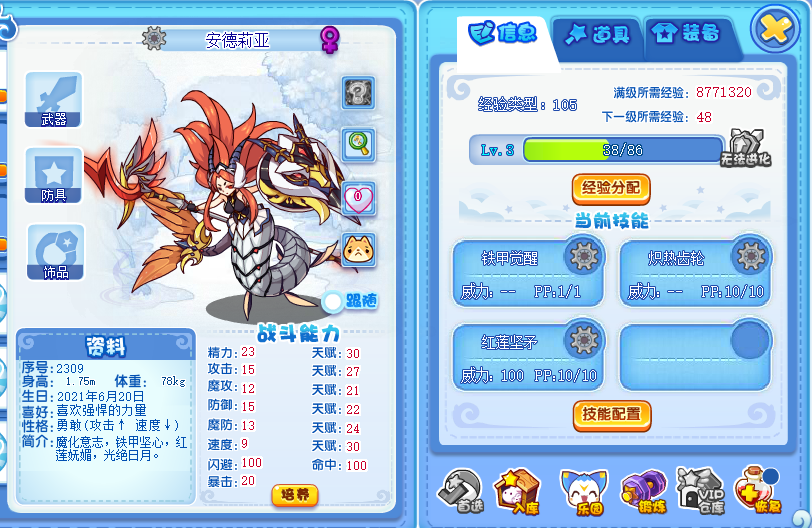 安德莉亚
武器
防具
饰品
跟随
资料
序号:2309
身高: 1.75m 体重: 78kg
生日:2021年6月20日
喜好:喜欢强悍的力量
性格:勇敢(攻击↑ 速度↓)
简介:魔化意志,铁甲坚心,红
莲妩媚,光绝日月。
战斗能力
精力:23 天赋:30
攻击:15 天赋:27
魔攻:12 天赋:21
防御:15 天赋:22
魔防:13 天赋:24
速度:9 天赋:30
闪避:100 命中:100
暴击:20
培养
信息
道具
装备
经验类型:105
满级所需经验:8771320
下一级所需经验:48
Lv.3 38/86
无法进化
经验分配
当前技能
铁甲觉醒
威力:-- PP:1/1
炽热齿轮
威力:-- PP:10/10
红莲坚矛
威力:100 PP:10/10
技能配置
首选
入库
乐园
锻炼
VIP
仓库
恢复